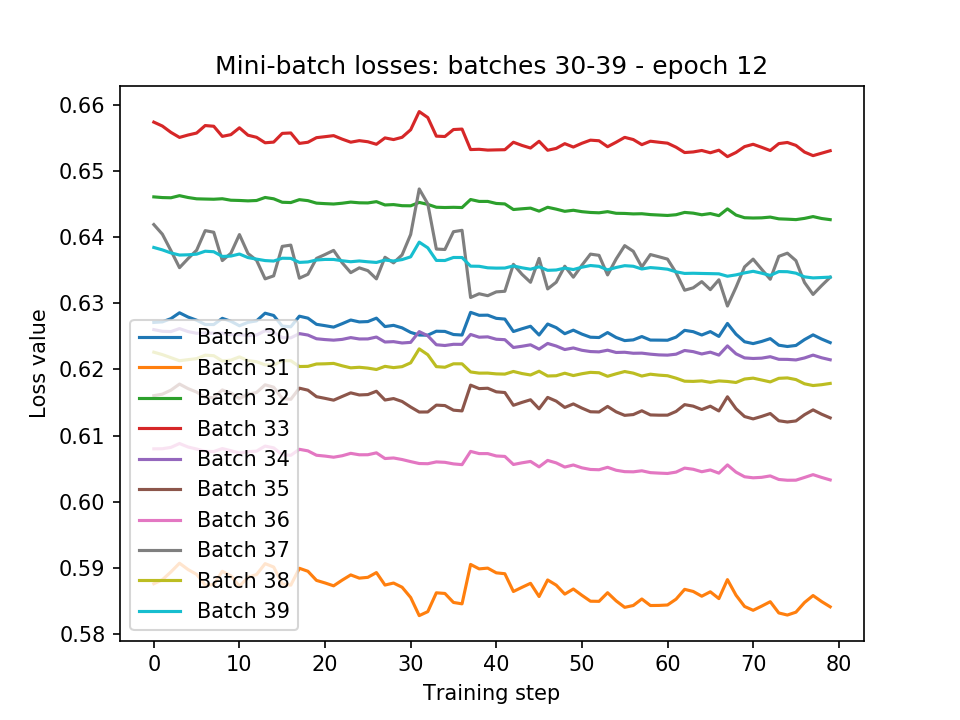 Mini-batch losses: batches 30-39 - epoch 12
Loss value
0.66
0.65
0.64
0.63
0.62
0.61
0.60
0.59
0.58
Batch 30
Batch 31
Batch 32
Batch 33
Batch 34
Batch 35
Batch 36
Batch 37
Batch 38
Batch 39
0 10 20 30 40 50 60 70 80
Training step